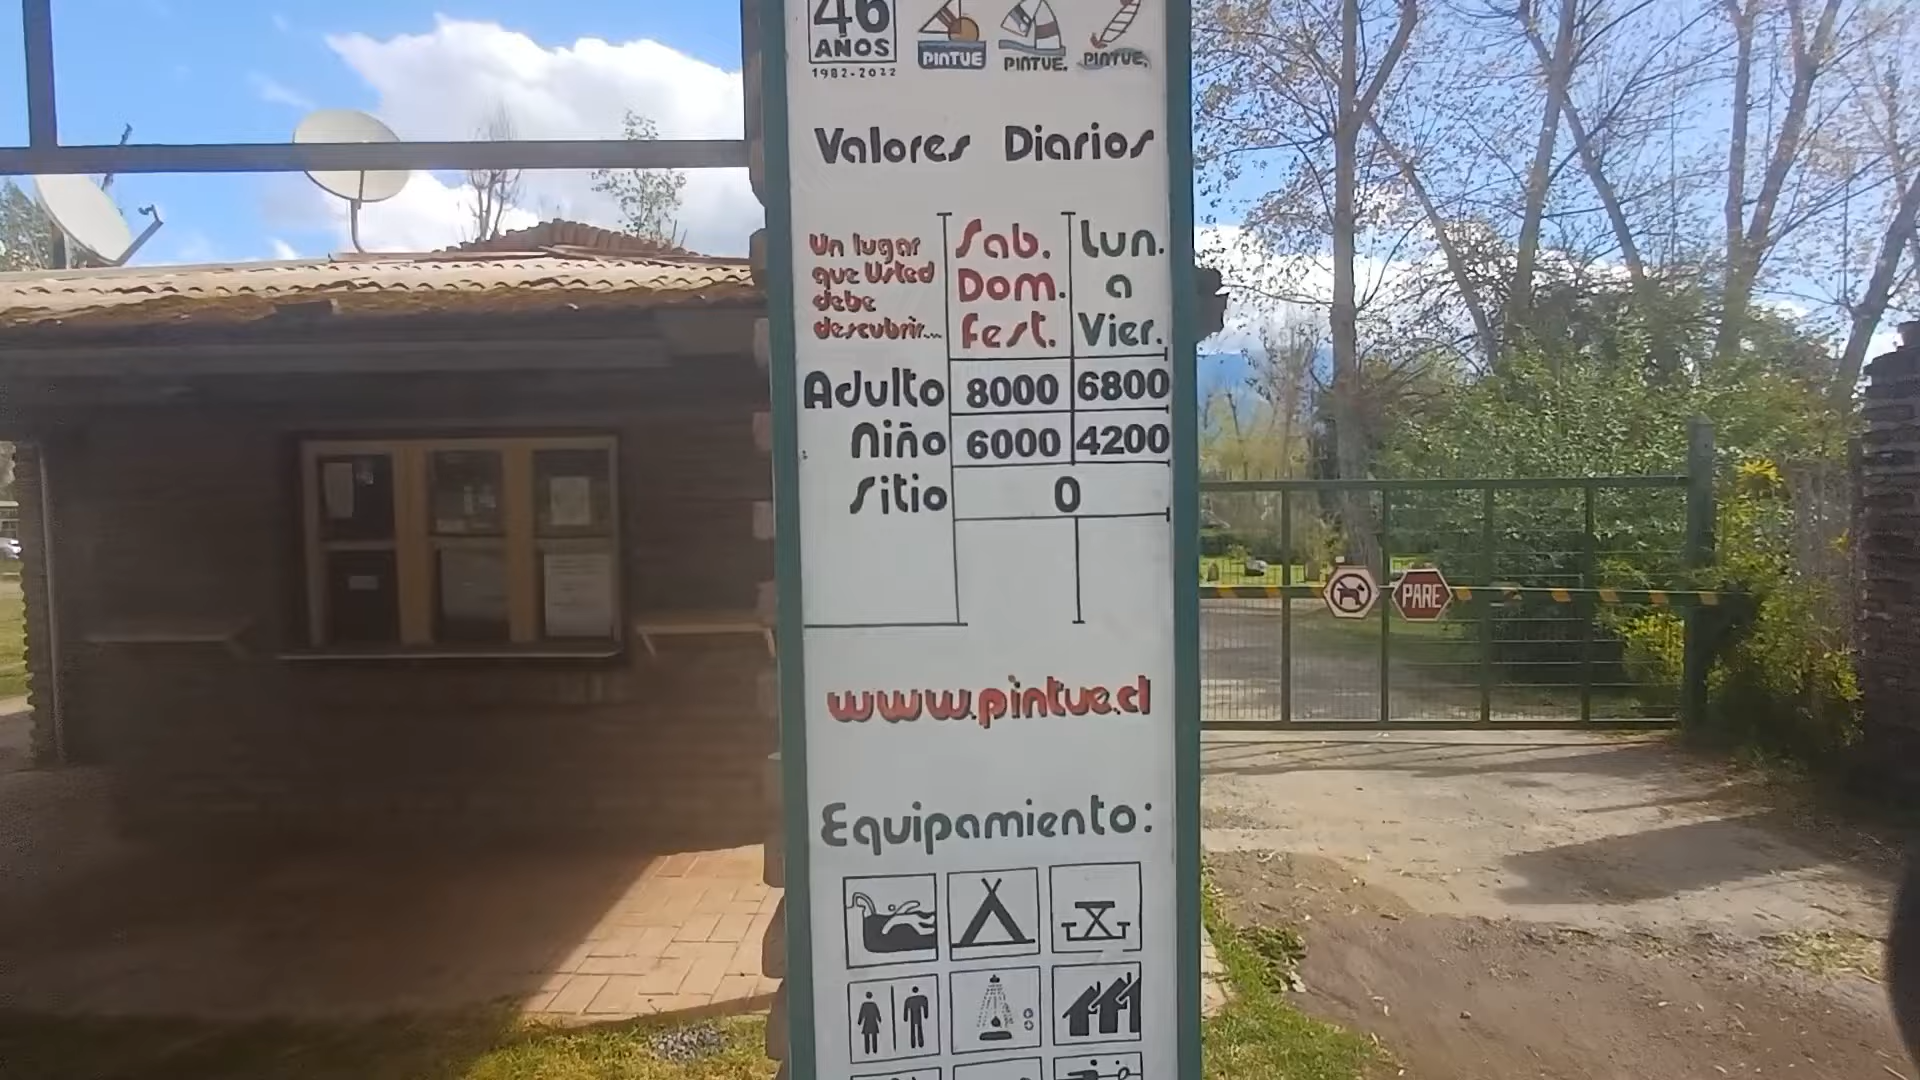 46
AÑOS
1982-2022
PINTUE
PINTUE.
PINTUE.
Valores Diarios
Un lugar
que Usted
debe
descubrir...
Sab.
Dom.
Fest.
Lun.
a
Vier.
Adulto 8000 6800
Niño 6000 4200
Sitio 0
www.pintue.cl
Equipamiento:
PARE